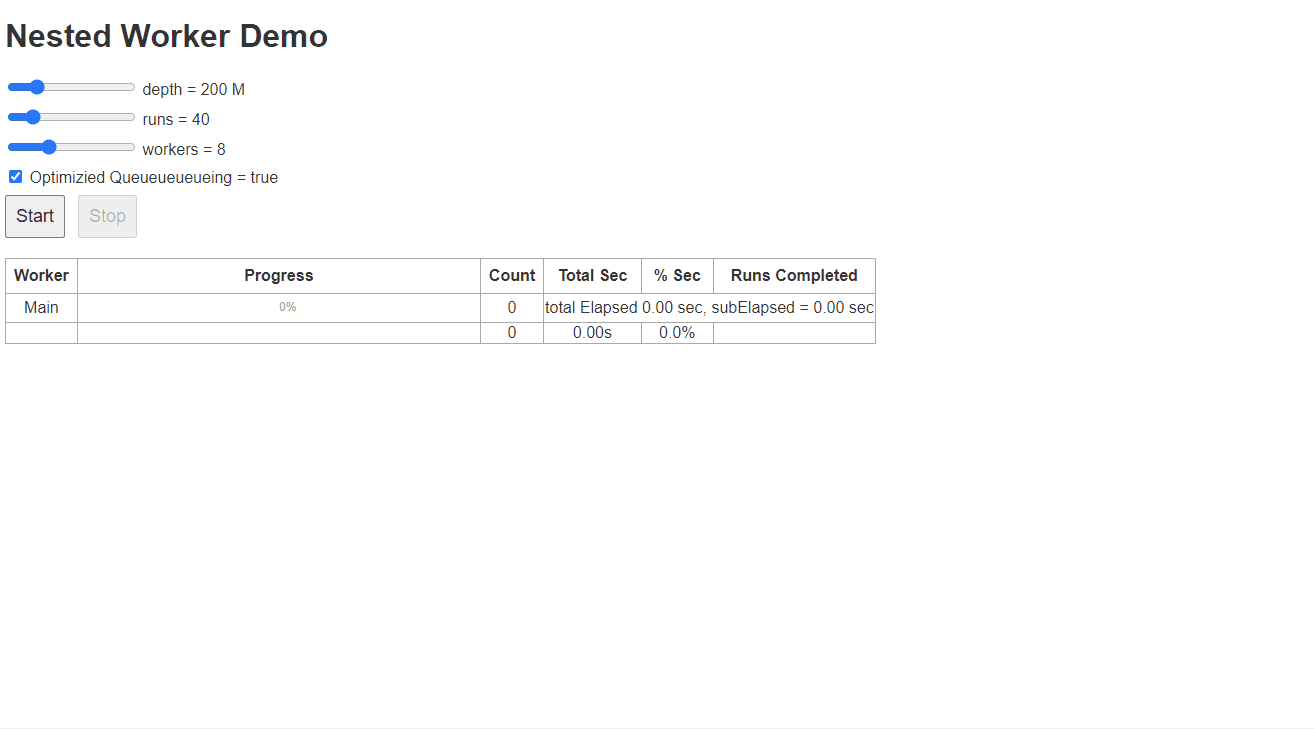 Nested Worker Demo
depth = 200 M
runs = 40
workers = 8
Optimizied Queueueueueueing = true
Start Stop
Worker Progress Count Total Sec % Sec Runs Completed
Main 0% 0 total Elapsed 0.00 sec, subElapsed = 0.00 sec
0 0.00s 0.0%